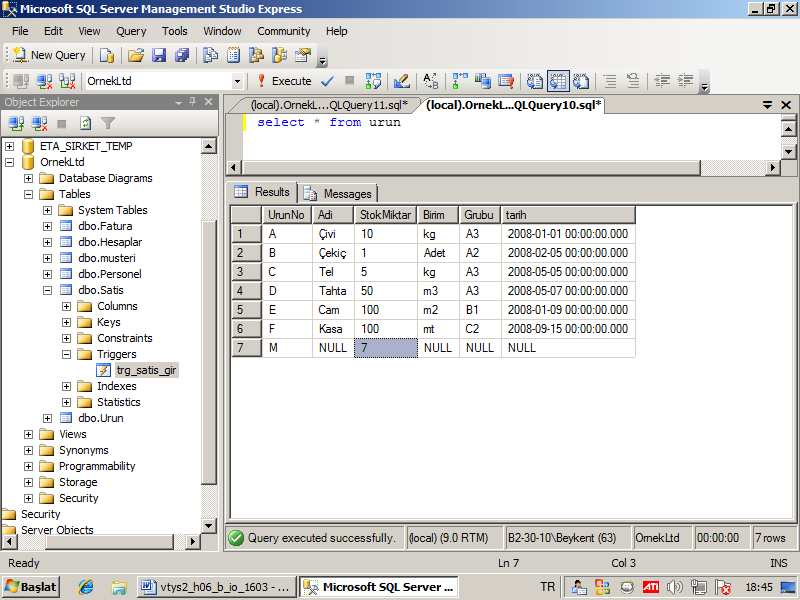 Microsoft SQL Server Management Studio Express
File Edit View Query Tools Window Community Help
New Query
OrnekLtd Execute
Object Explorer
ETA_SIRKET_TEMP
OrnekLtd
Database Diagrams
Tables
System Tables
dbo.Fatura
dbo.Hesaplar
dbo.musteri
dbo.Personel
dbo.Satis
Columns
Keys
Constraints
Triggers
trg_satis_gir
Indexes
Statistics
dbo.Urun
Views
Synonyms
Programmability
Storage
Security
Security
Server Objects
(local).OrnekL...QLQuery11.sql* (local).OrnekL...QLQuery10.sql*
select * from urun
Results Messages
UrunNo Adi StokMiktar Birim Grubu tarih
1 A Çivi 10 kg A3 2008-01-01 00:00:00.000
2 B Çekiç 1 Adet A2 2008-02-05 00:00:00.000
3 C Tel 5 kg A3 2008-05-05 00:00:00.000
4 D Tahta 50 m3 A3 2008-05-07 00:00:00.000
5 E Cam 100 m2 B1 2008-01-09 00:00:00.000
6 F Kasa 100 mt C2 2008-09-15 00:00:00.000
7 M NULL 7 NULL NULL NULL
Query executed successfully. (local) (9.0 RTM) B2-30-10\Beykent (63) OrnekLtd 00:00:00 7 rows
Ready Ln 7 Col 3 INS
Başlat vtys2_h06_b_io_1603 - ... Microsoft SQL Server ... TR ATI 18:45